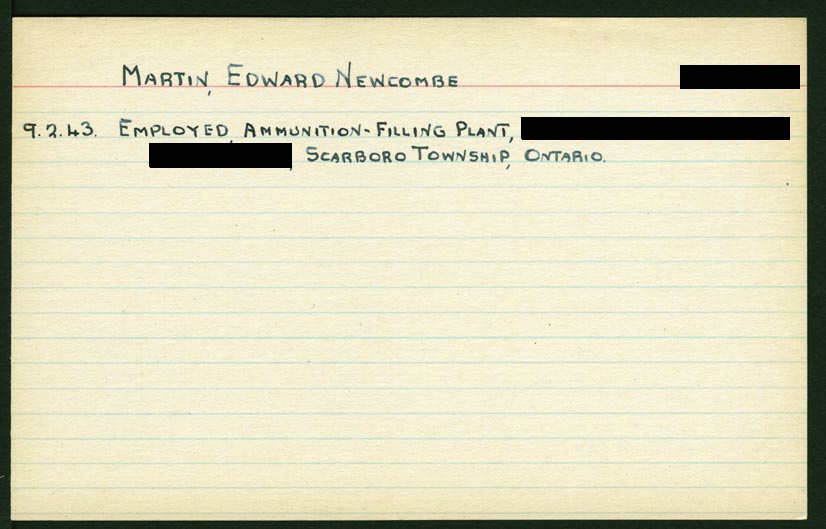 MARTIN, EDWARD NEWCOMBE
9.2.43. EMPLOYED, AMMUNITION-FILLING PLANT,
SCARBORO TOWNSHIP, ONTARIO.